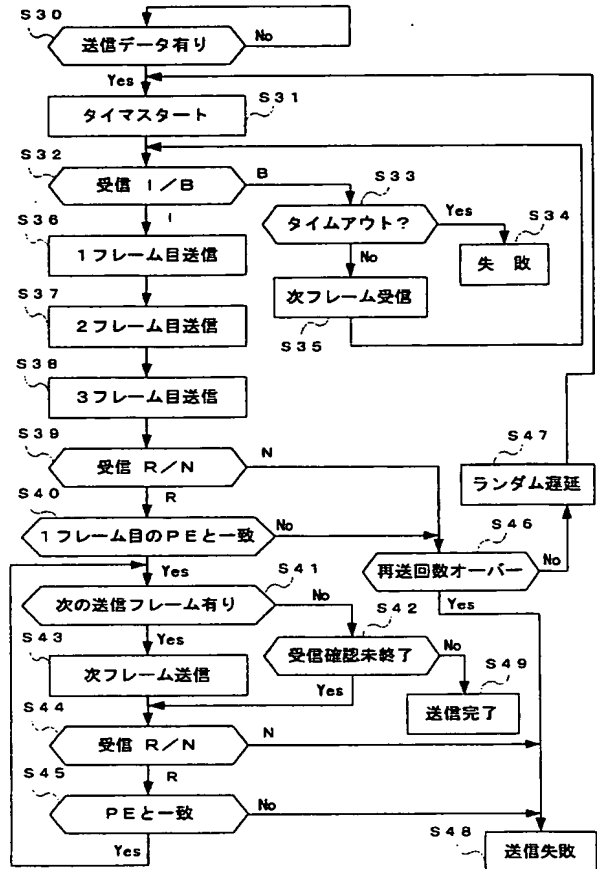 S30
送信データ有り
No
Yes
S31
タイマスタート
S32
受信 I/B
B
I
S33
タイムアウト?
Yes
No
S34
失 敗
S36
1フレーム目送信
次フレーム受信
S35
S37
2フレーム目送信
S38
3フレーム目送信
S39
受信 R/N
N
R
S47
ランダム遅延
S40
1フレーム目のPEと一致
No
Yes
S46
再送回数オーバー
No
Yes
S41
次の送信フレーム有り
No
Yes
S42
受信確認未終了
No
Yes
S43
次フレーム送信
S49
送信完了
S44
受信 R/N
N
R
S45
PEと一致
No
Yes
S48
送信失敗